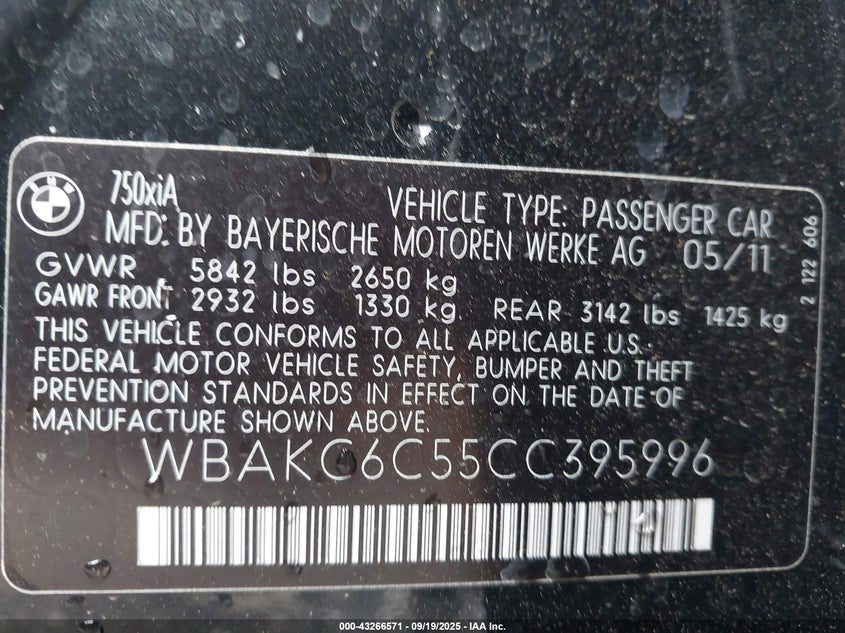 BMW
750xiA
VEHICLE TYPE: PASSENGER CAR
MFD. BY BAYERISCHE MOTOREN WERKE AG 05/11
GVWR 5842 lbs 2650 kg
GAWR FRONT 2932 lbs 1330 kg REAR 3142 lbs 1425 kg
THIS VEHICLE CONFORMS TO ALL APPLICABLE U.S.
FEDERAL MOTOR VEHICLE SAFETY, BUMPER AND THEFT
PREVENTION STANDARDS IN EFFECT ON THE DATE OF
MANUFACTURE SHOWN ABOVE.
WBAKC6C55CC395996
2 122 606
000-43266571 - 09/19/2025 - IAA Inc.